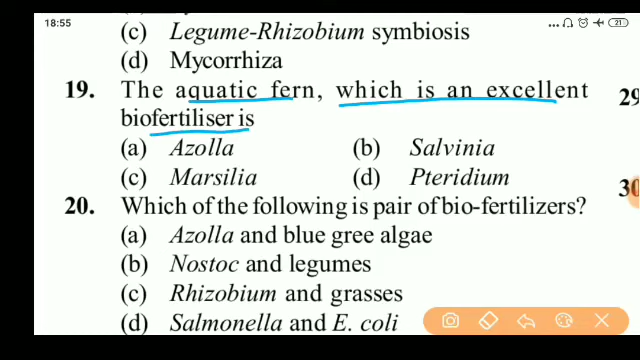 18:55
... 21
(c) Legume-Rhizobium symbiosis
(d) Mycorrhiza
19. The aquatic fern, which is an excellent 29
biofertiliser is
(a) Azolla (b) Salvinia
(c) Marsilia (d) Pteridium
30
20. Which of the following is pair of bio-fertilizers?
(a) Azolla and blue gree algae
(b) Nostoc and legumes
(c) Rhizobium and grasses
(d) Salmonella and E. coli